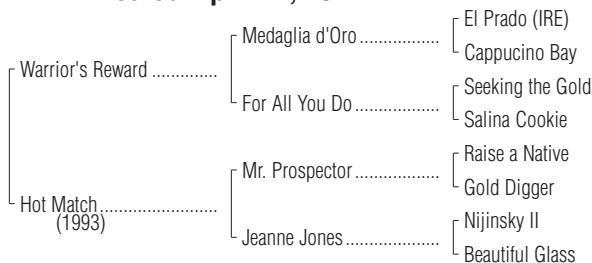 El Prado (IRE)
Medaglia d'Oro
Cappucino Bay
Warrior's Reward
Seeking the Gold
For All You Do
Salina Cookie
Raise a Native
Mr. Prospector
Gold Digger
Hot Match
(1993)
Nijinsky II
Jeanne Jones
Beautiful Glass